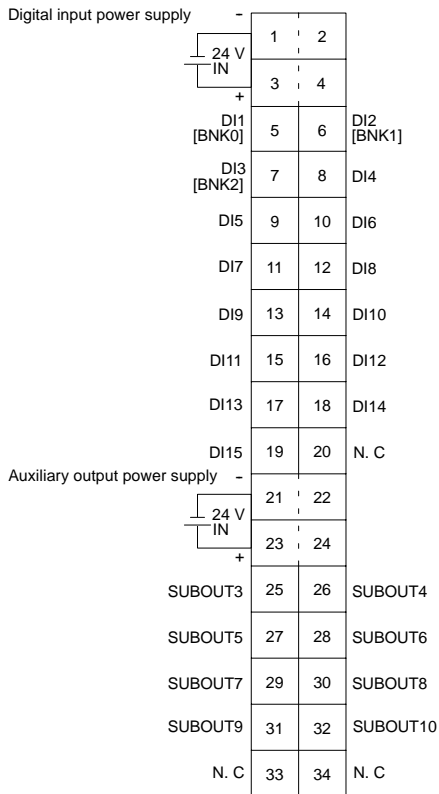 Digital input power supply -
1 2
24 V
IN
3 4
+
DI1
[BNK0] 5 6 DI2
[BNK1]
DI3
[BNK2] 7 8 DI4
DI5 9 10 DI6
DI7 11 12 DI8
DI9 13 14 DI10
DI11 15 16 DI12
DI13 17 18 DI14
DI15 19 20 N. C
Auxiliary output power supply -
21 22
24 V
IN
23 24
+
SUBOUT3 25 26 SUBOUT4
SUBOUT5 27 28 SUBOUT6
SUBOUT7 29 30 SUBOUT8
SUBOUT9 31 32 SUBOUT10
N. C 33 34 N. C